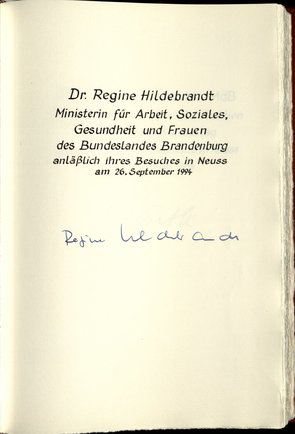 Dr. Regine Hildebrandt
Ministerin für Arbeit, Soziales,
Gesundheit und Frauen
des Bundeslandes Brandenburg
anläßlich ihres Besuches in Neuss
am 26. September 1994
Regine Hildebrandt